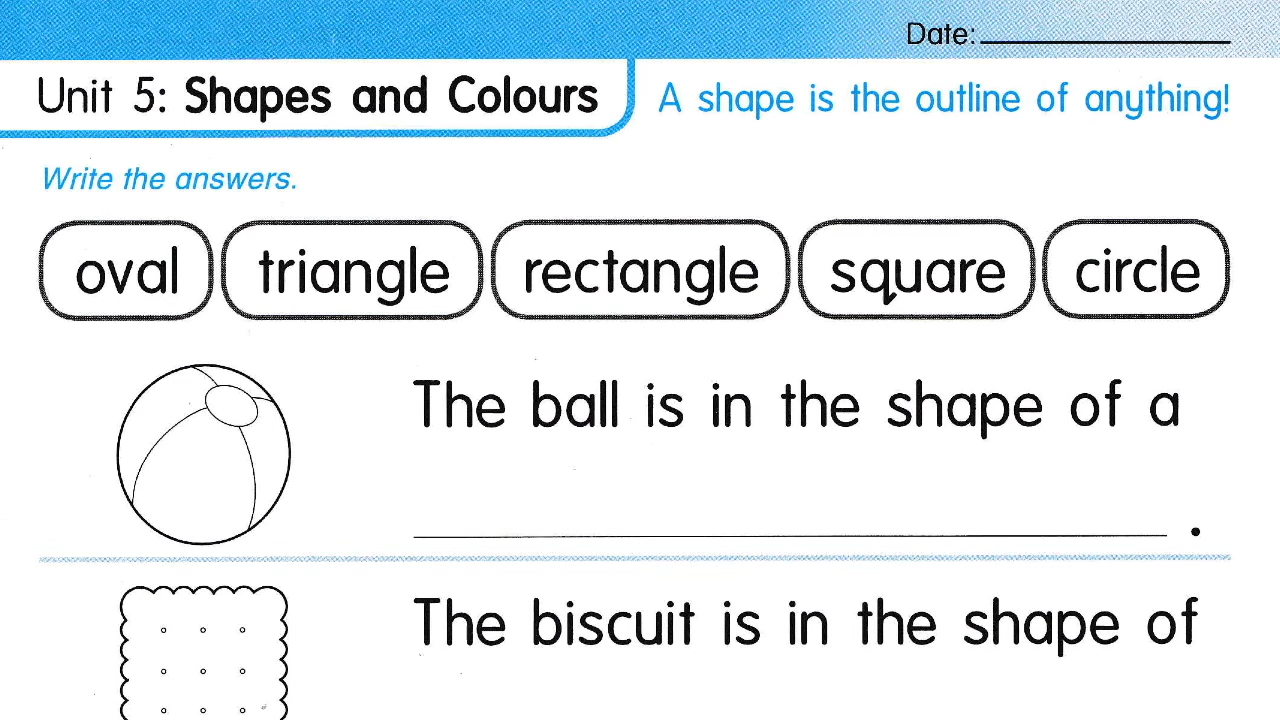 Date:
Unit 5: Shapes and Colours
A shape is the outline of anything!
Write the answers.
oval triangle rectangle square circle
The ball is in the shape of a
.
The biscuit is in the shape of